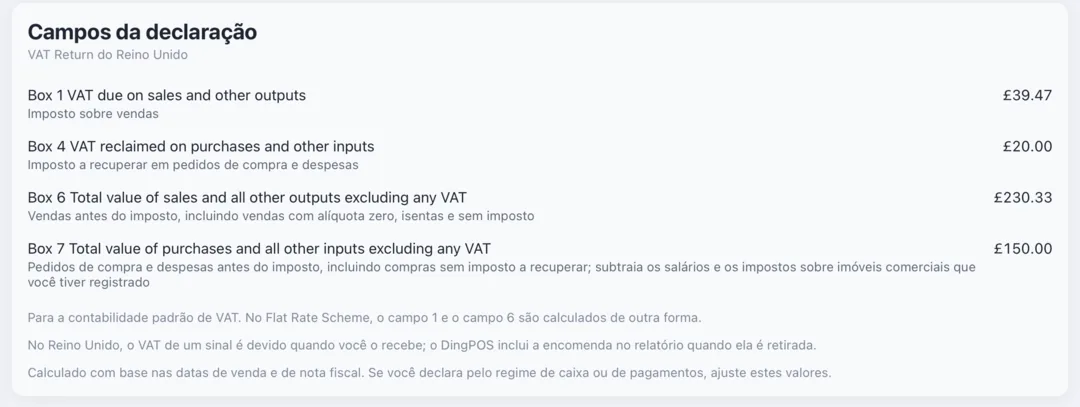 Campos da declaração
VAT Return do Reino Unido
Box 1 VAT due on sales and other outputs £39.47
Imposto sobre vendas
Box 4 VAT reclaimed on purchases and other inputs £20.00
Imposto a recuperar em pedidos de compra e despesas
Box 6 Total value of sales and all other outputs excluding any VAT £230.33
Vendas antes do imposto, incluindo vendas com alíquota zero, isentas e sem imposto
Box 7 Total value of purchases and all other inputs excluding any VAT £150.00
Pedidos de compra e despesas antes do imposto, incluindo compras sem imposto a recuperar; subtraia os salários e os impostos sobre imóveis comerciais que
você tiver registrado
Para a contabilidade padrão de VAT. No Flat Rate Scheme, o campo 1 e o campo 6 são calculados de outra forma.
No Reino Unido, o VAT de um sinal é devido quando você o recebe; o DingPOS inclui a encomenda no relatório quando ela é retirada.
Calculado com base nas datas de venda e de nota fiscal. Se você declara pelo regime de caixa ou de pagamentos, ajuste estes valores.